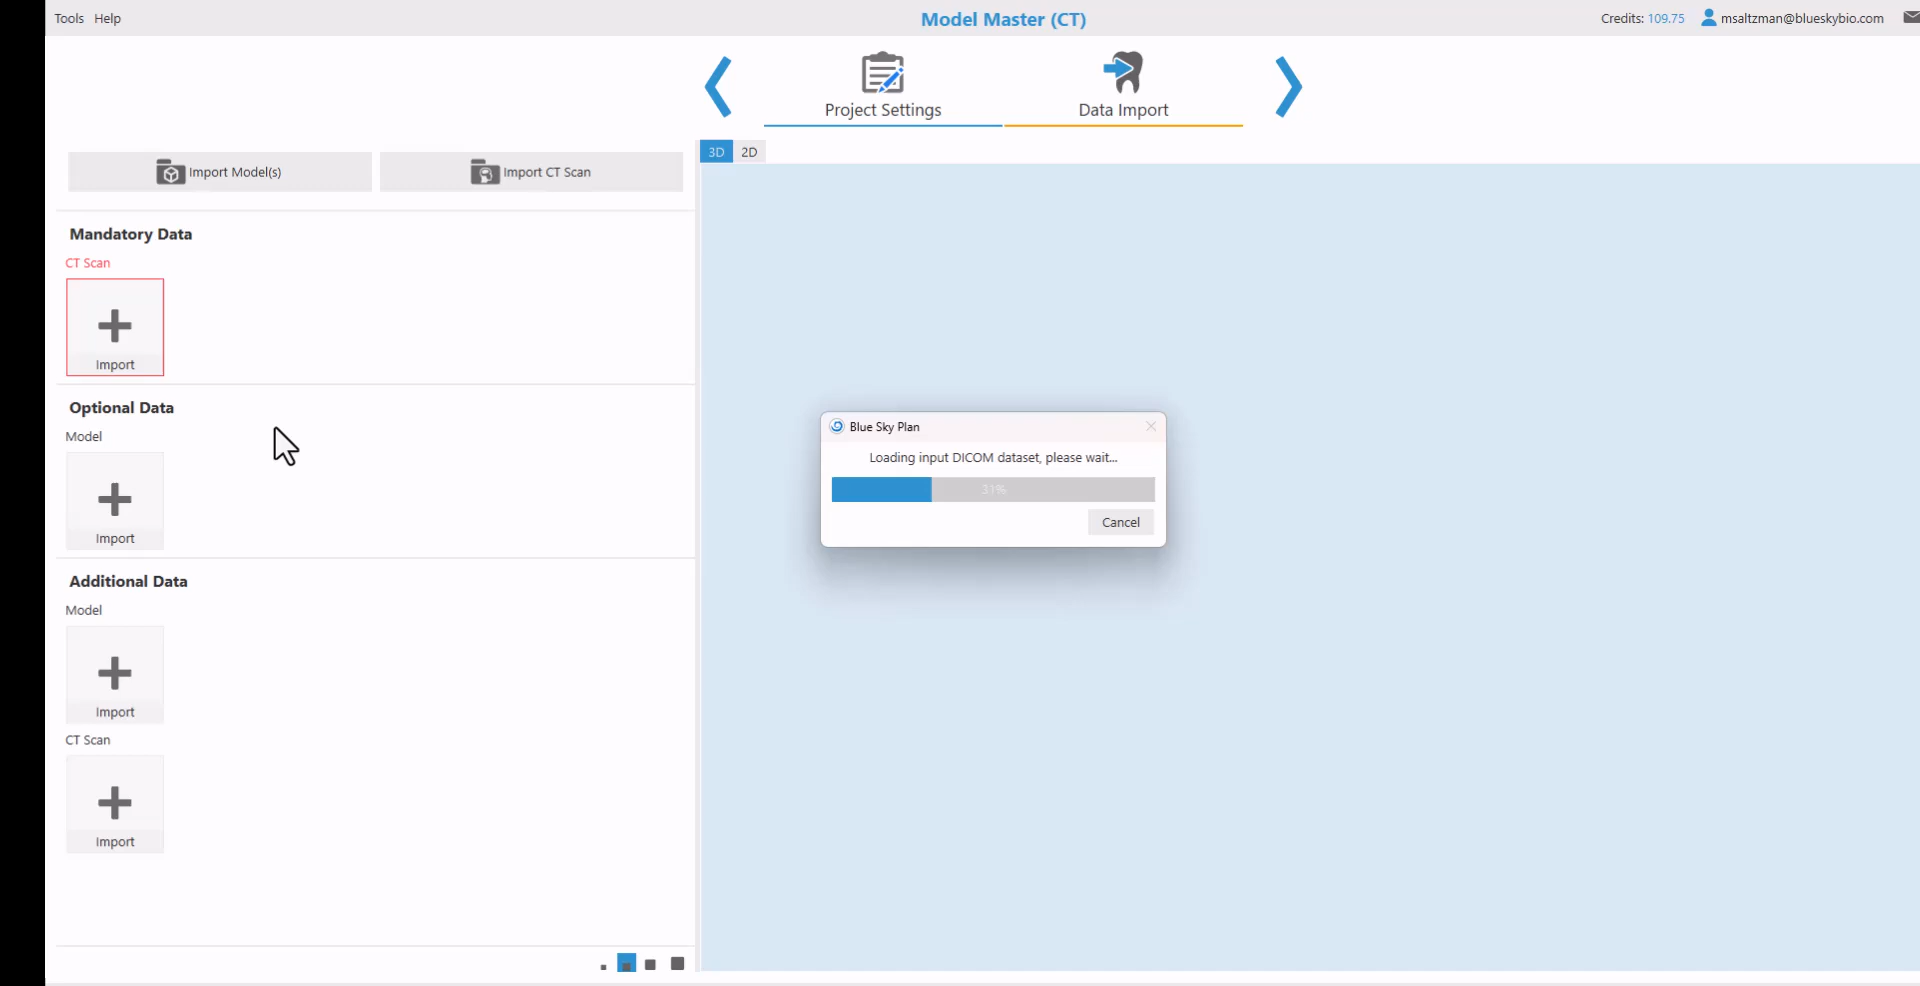 Tools Help
Model Master (CT)
Credits: 109.75 msaltzman@blueskybio.com
Project Settings
Data Import
Import Model(s)
Import CT Scan
3D 2D
Mandatory Data
CT Scan
Import
Optional Data
Model
Import
Additional Data
Model
Import
CT Scan
Import
Blue Sky Plan
Loading input DICOM dataset, please wait...
31%
Cancel